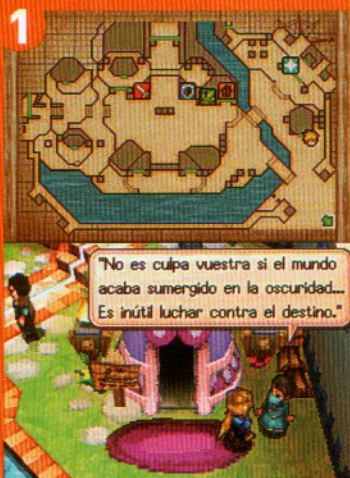 1
"No es culpa vuestra si el mundo
acaba sumergido en la oscuridad...
Es inútil luchar contra el destino."